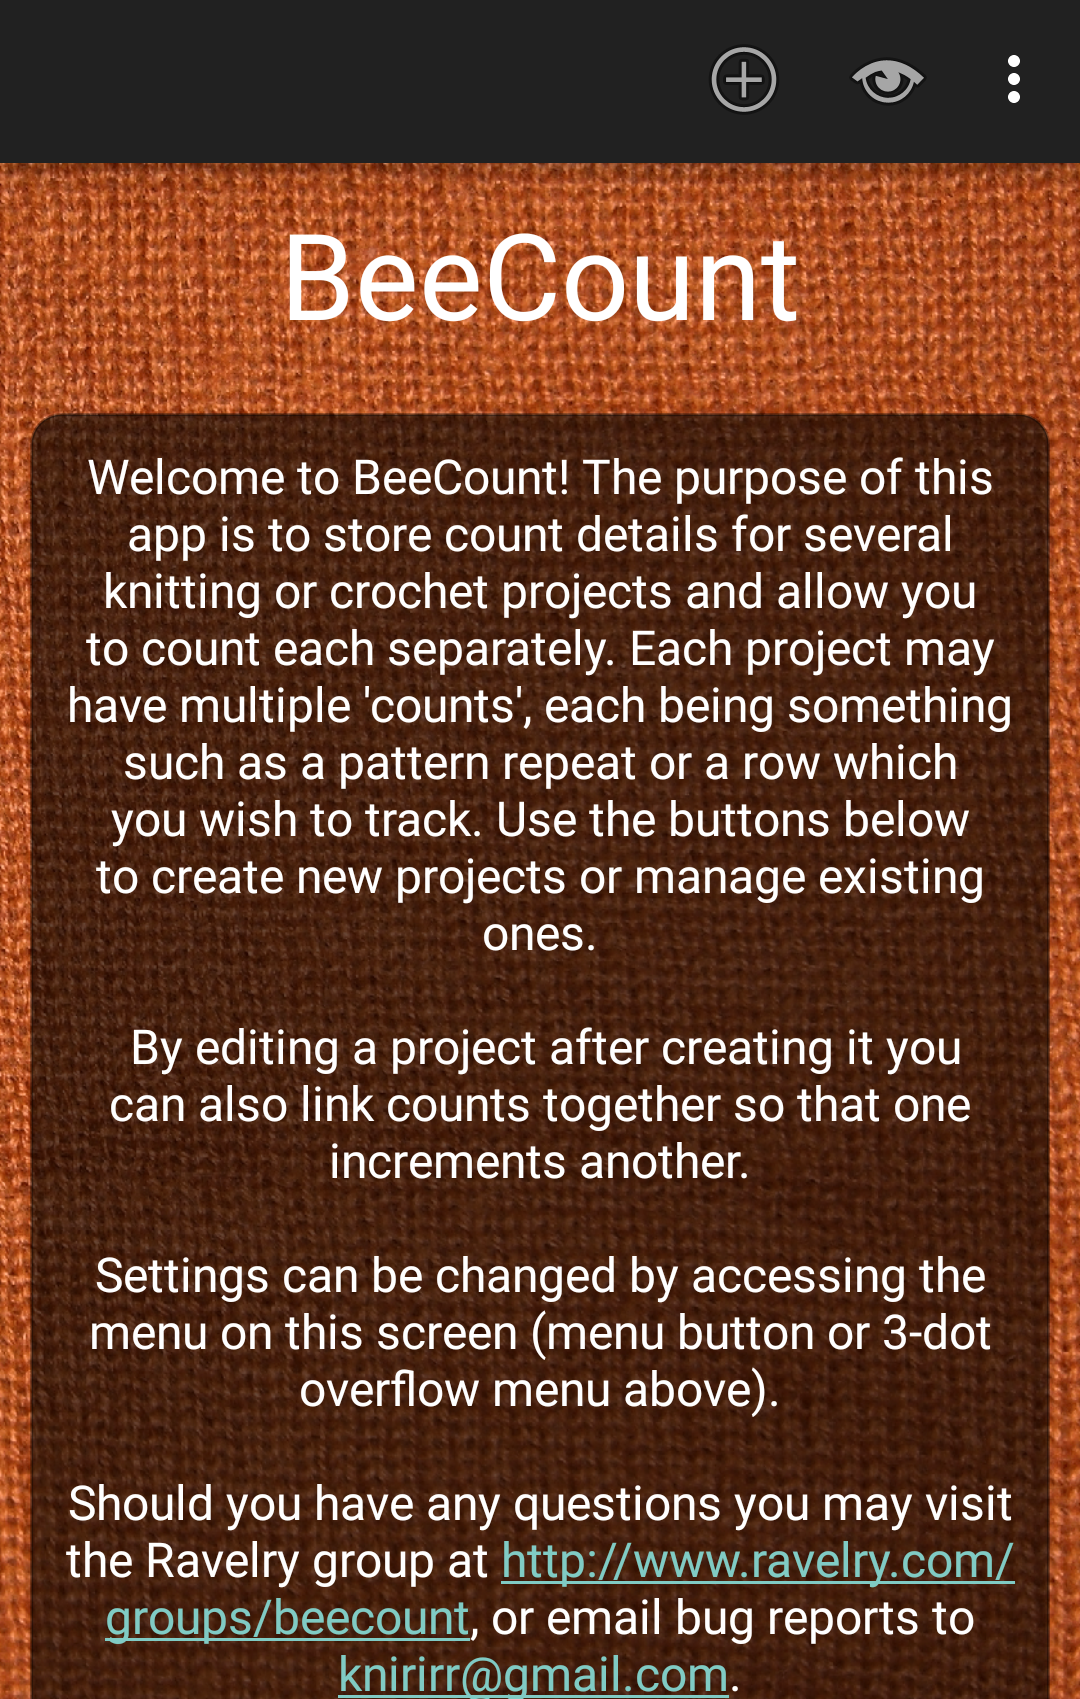 BeeCount
Welcome to BeeCount! The purpose of this
app is to store count details for several
knitting or crochet projects and allow you
to count each separately. Each project may
have multiple 'counts', each being something
such as a pattern repeat or a row which
you wish to track. Use the buttons below
to create new projects or manage existing
ones.
By editing a project after creating it you
can also link counts together so that one
increments another.
Settings can be changed by accessing the
menu on this screen (menu button or 3-dot
overflow menu above).
Should you have any questions you may visit
the Ravelry group at http://www.ravelry.com/
groups/beecount, or email bug reports to
knirirr@gmail.com.